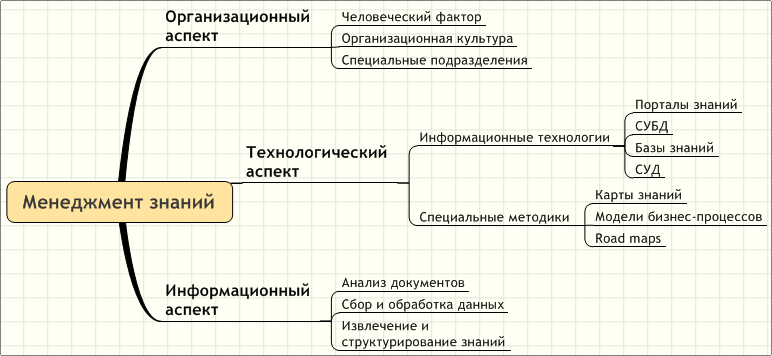 Менеджмент знаний
Организационный
аспект
Человеческий фактор
Организационная культура
Специальные подразделения
Технологический
аспект
Информационные технологии
Порталы знаний
СУБД
Базы знаний
СУД
Специальные методики
Карты знаний
Модели бизнес-процессов
Road maps
Информационный
аспект
Анализ документов
Сбор и обработка данных
Извлечение и
структурирование знаний